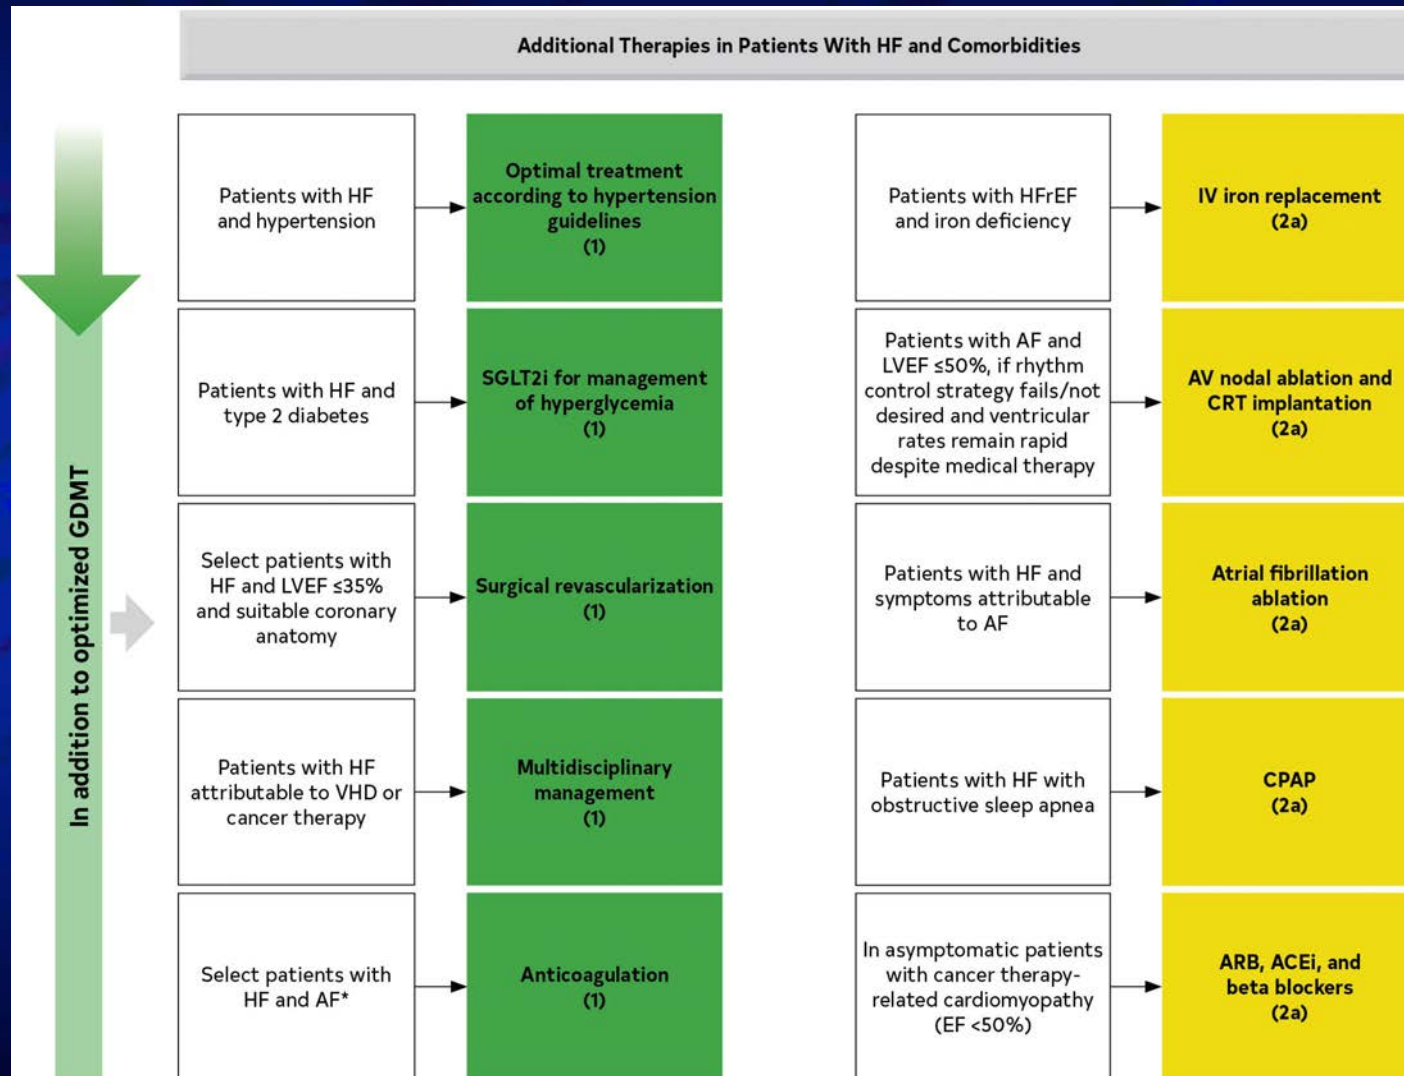 Additional Therapies in Patients With HF and Comorbidities
In addition to optimized GDMT
Patients with HF
and hypertension
Optimal treatment
according to hypertension
guidelines
(1)
Patients with HFrEF
and iron deficiency
IV iron replacement
(2a)
Patients with HF and
type 2 diabetes
SGLT2i for management
of hyperglycemia
(1)
Patients with AF and
LVEF ≤50%, if rhythm
control strategy fails/not
desired and ventricular
rates remain rapid
despite medical therapy
AV nodal ablation and
CRT implantation
(2a)
Select patients with
HF and LVEF ≤35%
and suitable coronary
anatomy
Surgical revascularization
(1)
Patients with HF and
symptoms attributable
to AF
Atrial fibrillation
ablation
(2a)
Patients with HF
attributable to VHD or
cancer therapy
Multidisciplinary
management
(1)
Patients with HF with
obstructive sleep apnea
CPAP
(2a)
Select patients with
HF and AF*
Anticoagulation
(1)
In asymptomatic patients
with cancer therapy-
related cardiomyopathy
(EF <50%)
ARB, ACEi, and
beta blockers
(2a)